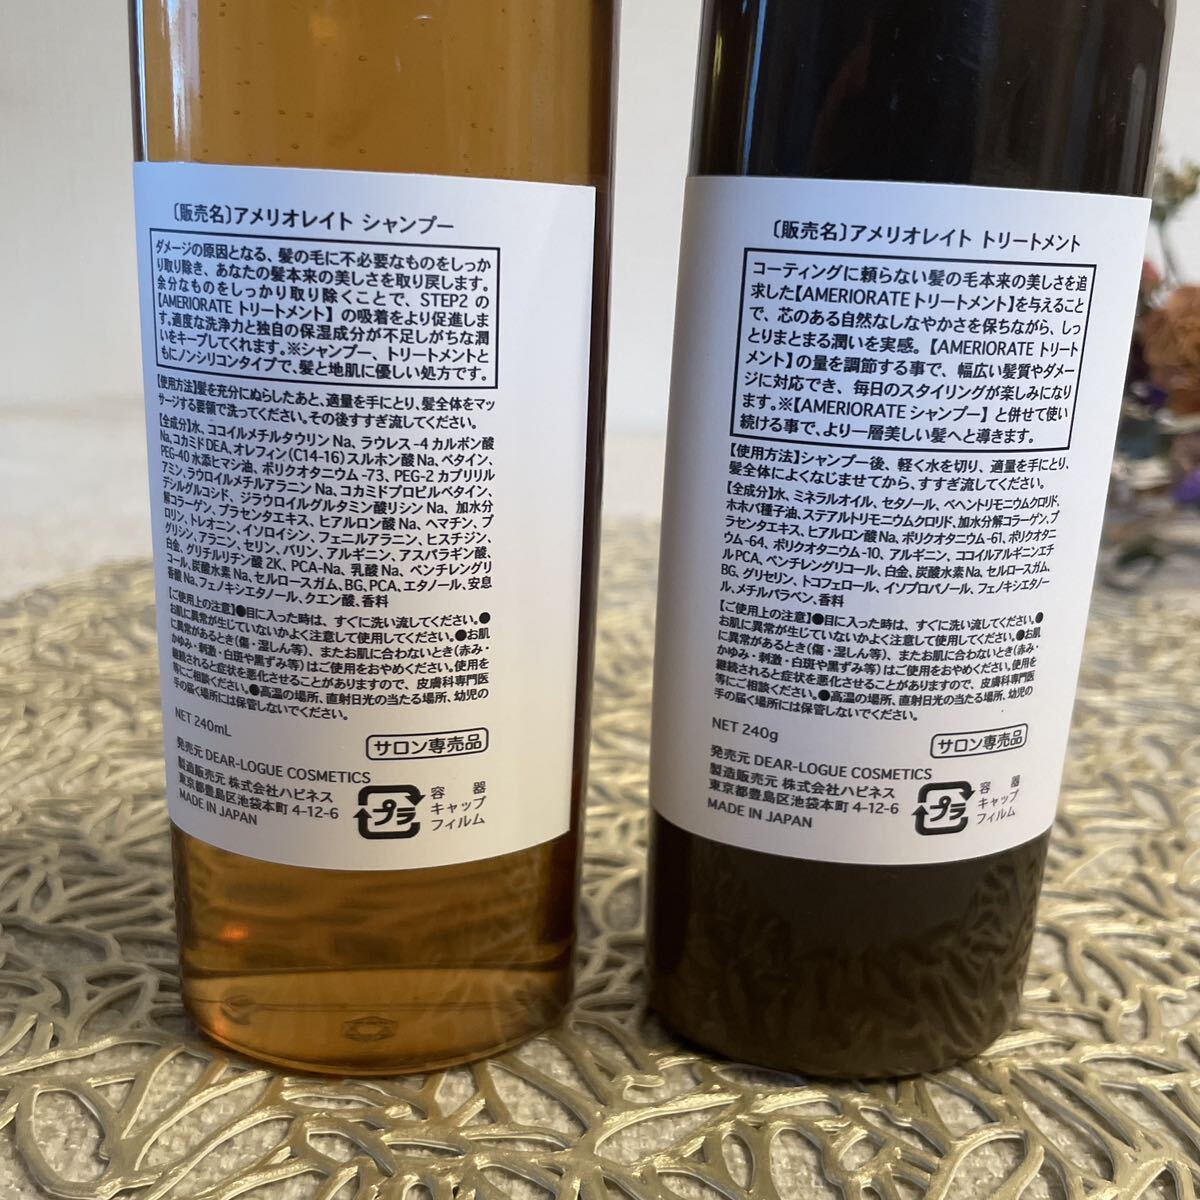 〔販売名〕アメリオレイト シャンプー
ダメージの原因となる、髪の毛に不必要なものをしっか
り取り除き、あなたの髪本来の美しさを取り戻します。
余分なものをしっかり取り除くことで、STEP2 の
【AMERIORATE トリートメント】の吸着をより促進しま
す。適度な洗浄力と独自の保湿成分が不足しがちな潤
いをキープしてくれます。※シャンプー、トリートメントと
もにノンシリコンタイプで、髪と地肌に優しい処方です。
【使用方法】髪を充分にぬらしたあと、適量を手にとり、髪全体をマッ
サージする要領で洗ってください。その後すすぎ流してください。
【全成分】水、ココイルメチルタウリンNa、ラウレス-4カルボン酸
Na、コカミドDEA、オレフィン(C14-16)スルホン酸Na、ベタイン、
PEG-40水添ヒマシ油、ポリクオタニウム-73、PEG-2カプリリル
アミン、ラウロイルメチルアラニンNa、コカミドプロピルベタイン、
デシルグルコシド、ジラウロイルグルタミン酸リシンNa、加水分
解コラーゲン、プラセンタエキス、ヒアルロン酸Na、ヘマチン、プ
ロリン、トレオニン、イソロイシン、フェニルアラニン、ヒスチジン、
グリシン、アラニン、セリン、バリン、アルギニン、アスパラギン酸、
白金、グリチルリチン酸2K、PCA-Na、乳酸Na、ペンチレングリ
コール、炭酸水素Na、セルロースガム、BG、PCA、エタノール、安息
香酸Na、フェノキシエタノール、クエン酸、香料
【ご使用上の注意】●目に入った時は、すぐに洗い流してください。●
お肌に異常が生じていないかよく注意して使用してください。●お肌
に異常があるとき(傷・湿しん等)、またお肌に合わないとき(赤み・
かゆみ・刺激・白斑や黒ずみ等)はご使用をおやめください。使用を
継続されると症状を悪化させることがありますので、皮膚科専門医
等にご相談ください。●高温の場所、直射日光の当たる場所、幼児の
手の届く場所には保管しないでください。
NET 240mL
サロン専売品
発売元 DEAR-LOGUE COSMETICS
製造販売元 株式会社ハピネス
東京都豊島区池袋本町 4-12-6
MADE IN JAPAN
プラ
容器
キャップ
フィルム
〔販売名〕アメリオレイト トリートメント
コーティングに頼らない髪の毛本来の美しさを追
求した【AMERIORATE トリートメント】を与えること
で、芯のある自然なしなやかさを保ちながら、しっ
とりまとまる潤いを実感。【AMERIORATE トリート
メント】の量を調節する事で、幅広い髪質やダメー
ジに対応でき、毎日のスタイリングが楽しみになり
ます。※【AMERIORATE シャンプー】と併せて使い
続ける事で、より一層美しい髪へと導きます。
【使用方法】シャンプー後、軽く水を切り、適量を手にとり、
髪全体によくなじませてから、すすぎ流してください。
【全成分】水、ミネラルオイル、セタノール、ベヘントリモニウムクロリド、
ホホバ種子油、ステアルトリモニウムクロリド、加水分解コラーゲン、プ
ラセンタエキス、ヒアルロン酸Na、ポリクオタニウム-61、ポリクオタニ
ウム-64、ポリクオタニウム-10、アルギニン、ココイルアルギニンエチ
ルPCA、ペンチレングリコール、白金、炭酸水素Na、セルロースガム、
BG、グリセリン、トコフェロール、イソプロパノール、フェノキシエタノー
ル、メチルパラベン、香料
【ご使用上の注意】●目に入った時は、すぐに洗い流してください。●
お肌に異常が生じていないかよく注意して使用してください。●お肌
に異常があるとき(傷・湿しん等)、またお肌に合わないとき(赤み・
かゆみ・刺激・白斑や黒ずみ等)はご使用をおやめください。使用を
継続されると症状を悪化させることがありますので、皮膚科専門医
等にご相談ください。●高温の場所、直射日光の当たる場所、幼児の
手の届く場所には保管しないでください。
NET 240g
サロン専売品
発売元 DEAR-LOGUE COSMETICS
製造販売元 株式会社ハピネス
東京都豊島区池袋本町 4-12-6
MADE IN JAPAN
プラ
容器
キャップ
フィルム